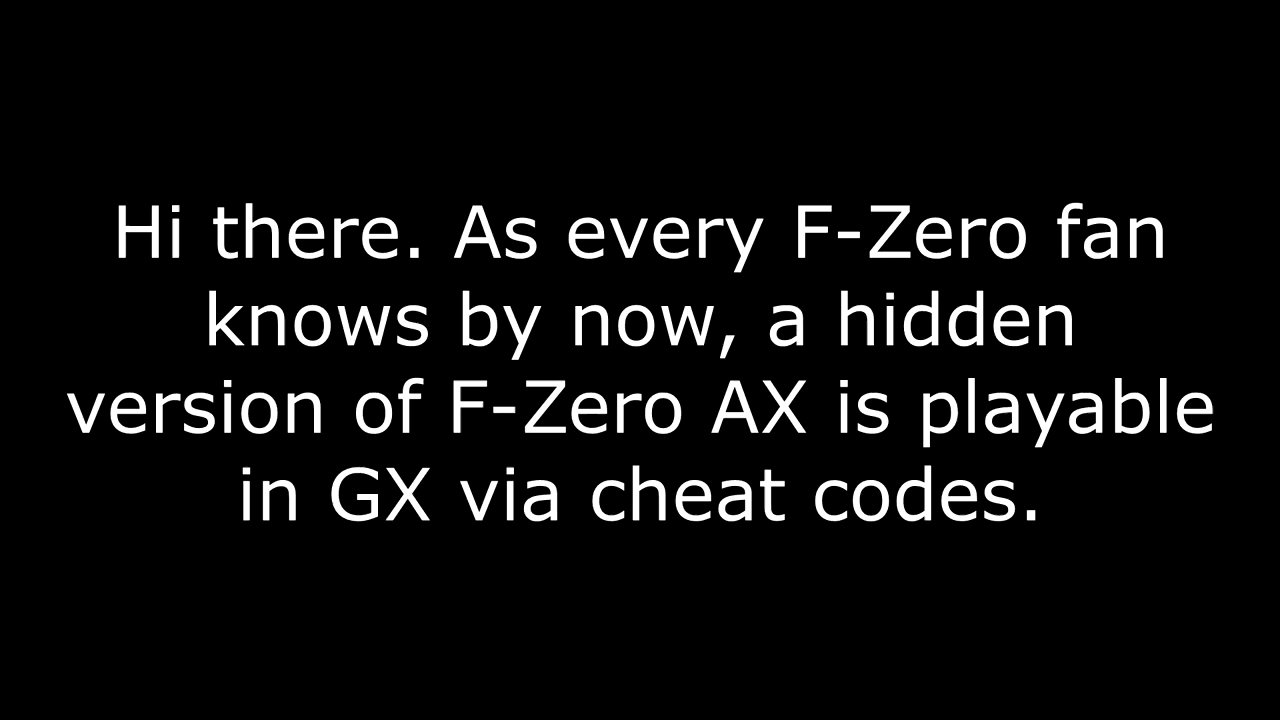 Hi there. As every F-Zero fan
knows by now, a hidden
version of F-Zero AX is playable
in GX via cheat codes.